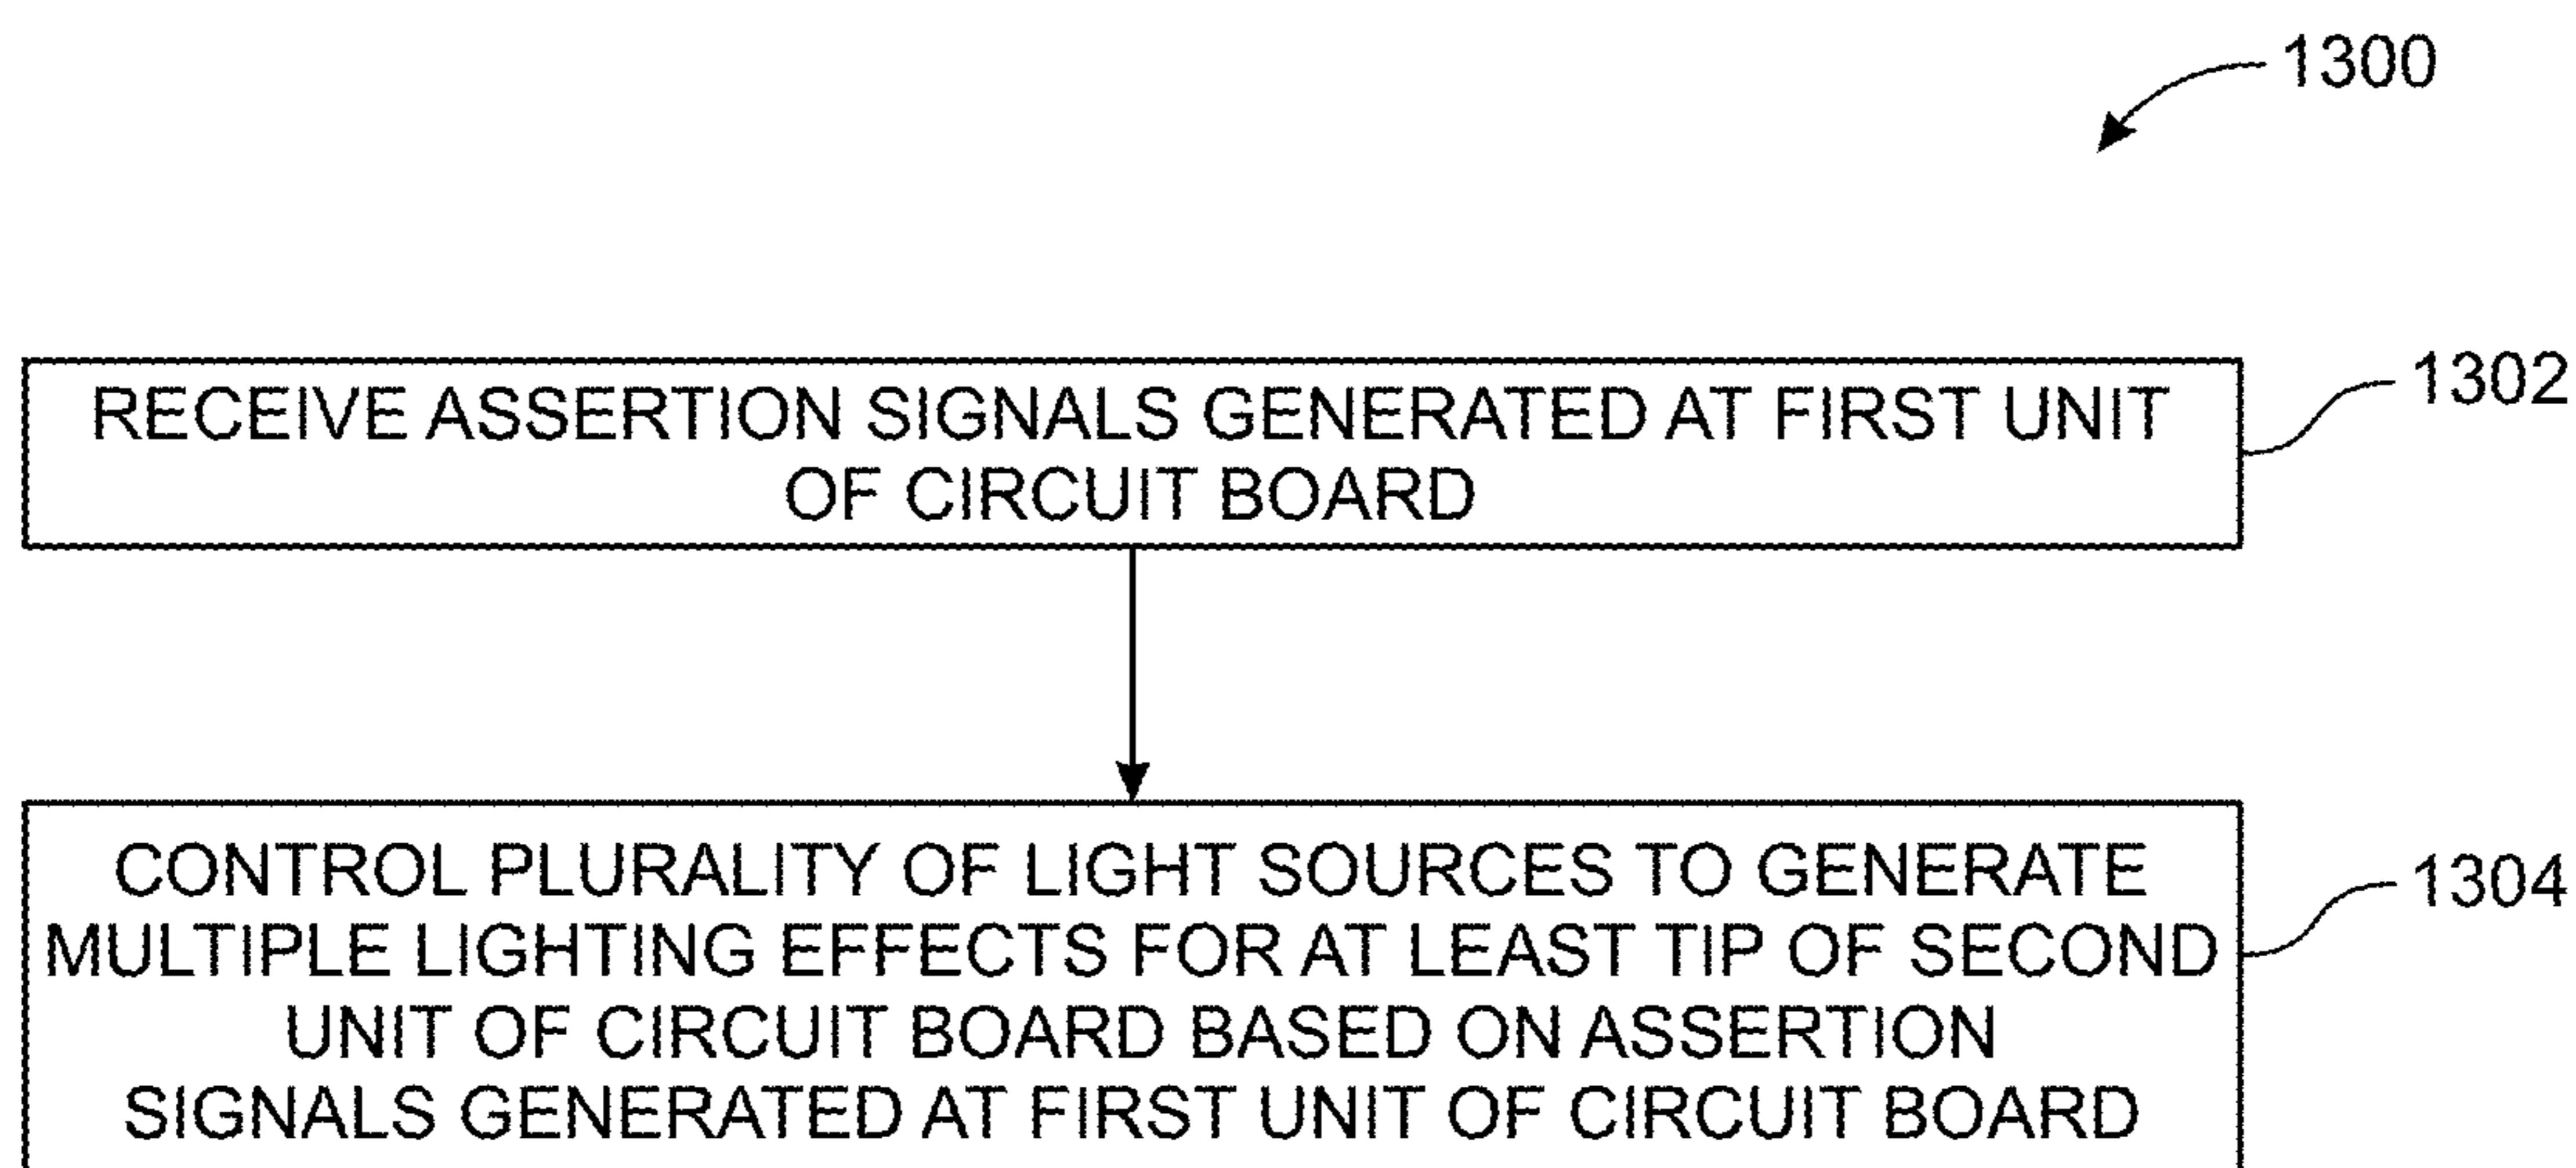 1300
RECEIVE ASSERTION SIGNALS GENERATED AT FIRST UNIT
OF CIRCUIT BOARD
1302
CONTROL PLURALITY OF LIGHT SOURCES TO GENERATE
MULTIPLE LIGHTING EFFECTS FOR AT LEAST TIP OF SECOND
UNIT OF CIRCUIT BOARD BASED ON ASSERTION
SIGNALS GENERATED AT FIRST UNIT OF CIRCUIT BOARD
1304